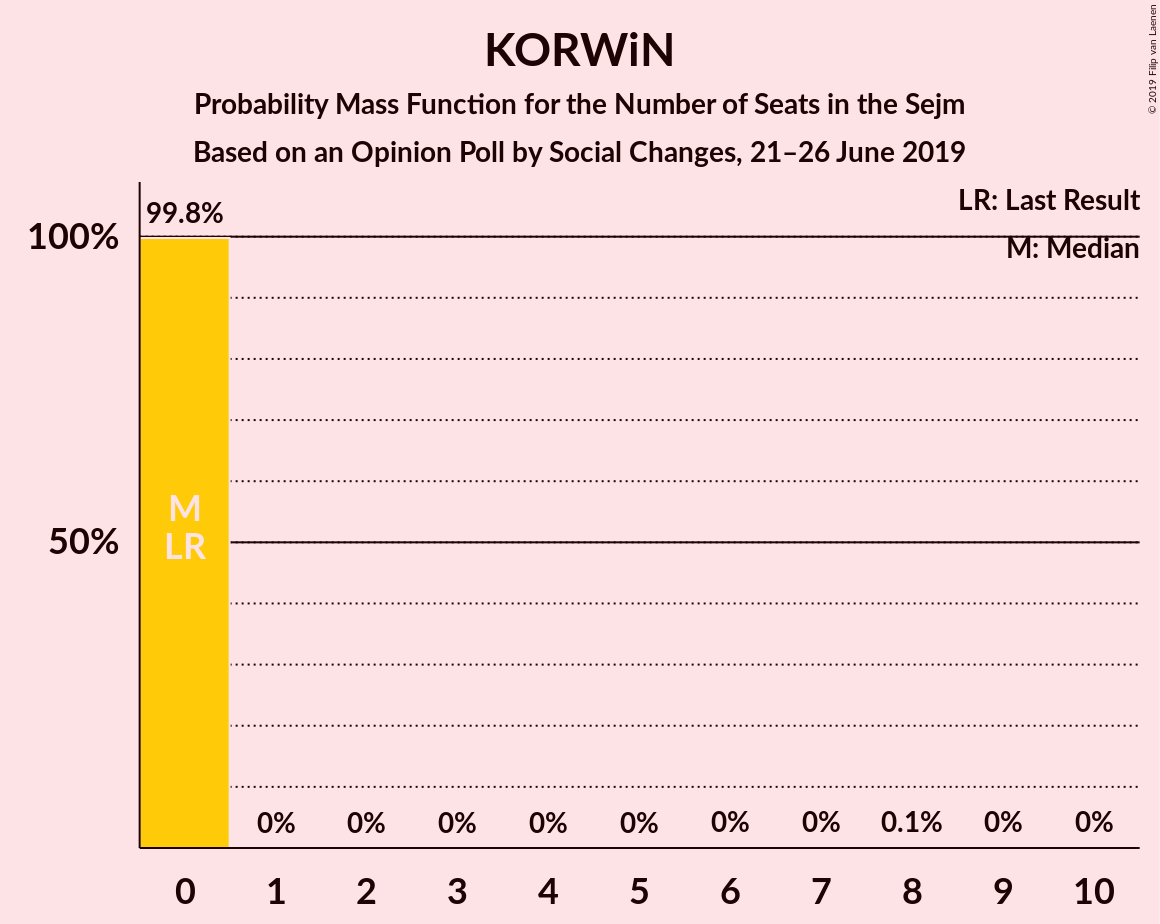 KORWiN
Probability Mass Function for the Number of Seats in the Sejm
Based on an Opinion Poll by Social Changes, 21–26 June 2019
© 2019 Filip van Laenen
LR: Last Result
M: Median
99.8%
100%
50%
M
LR
0% 0% 0% 0% 0% 0% 0% 0.1% 0% 0%
0 1 2 3 4 5 6 7 8 9 10